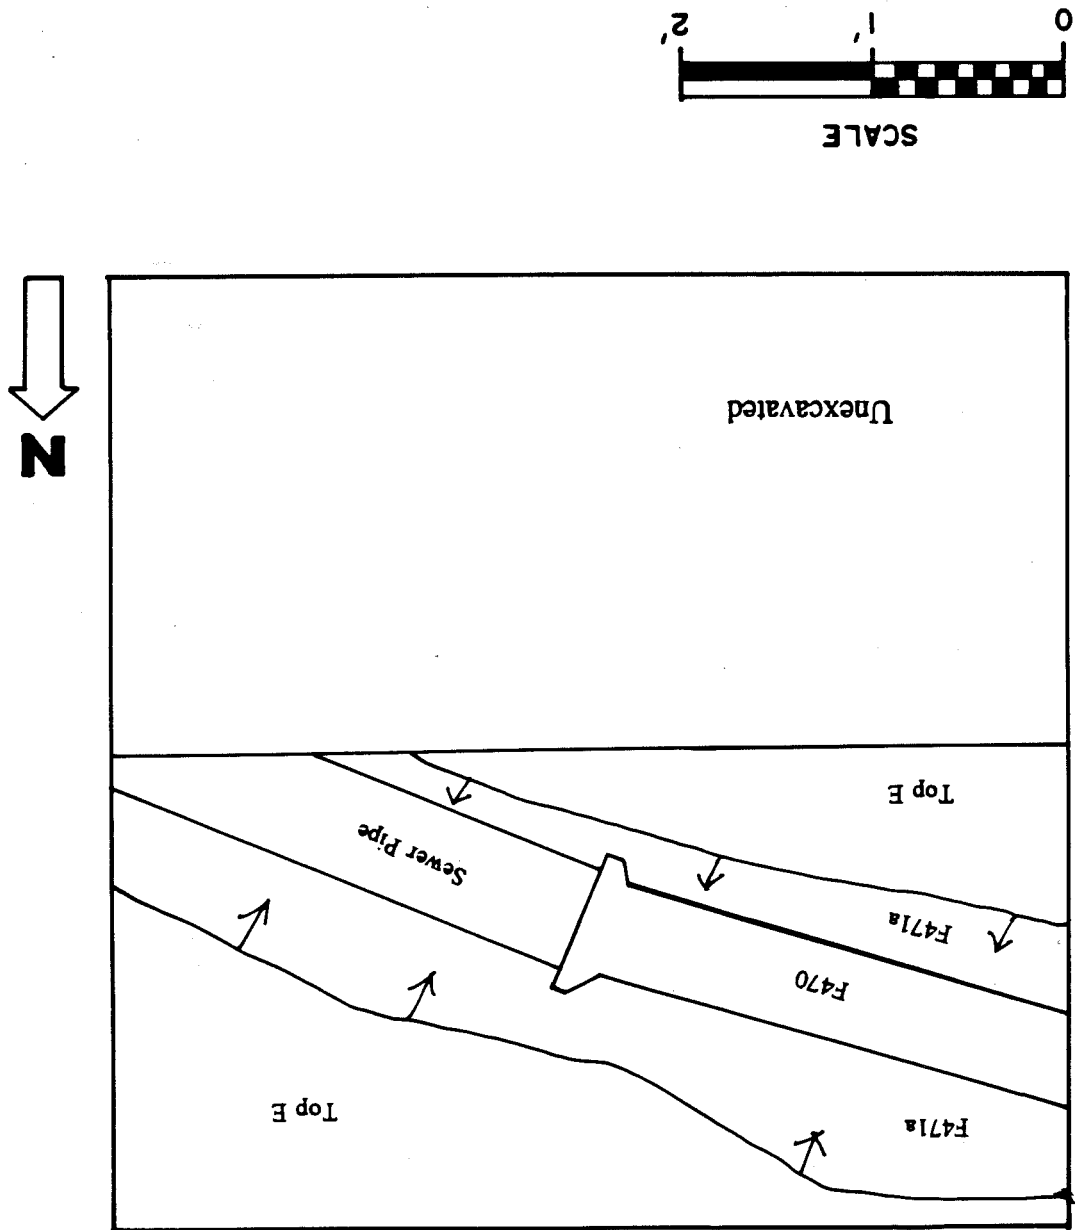 Top E
F471a
F470
F471a
Sewer Pipe
Top E
Unexcavated
N
SCALE
0 1' 2'